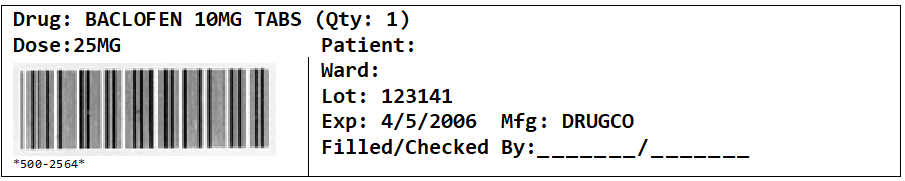 Drug: BACLOFEN 10MG TABS (Qty: 1)
Dose:25MG
Patient:
Ward:
Lot: 123141
Exp: 4/5/2006  Mfg: DRUGCO
Filled/Checked By:_______/_______
*500-2564*